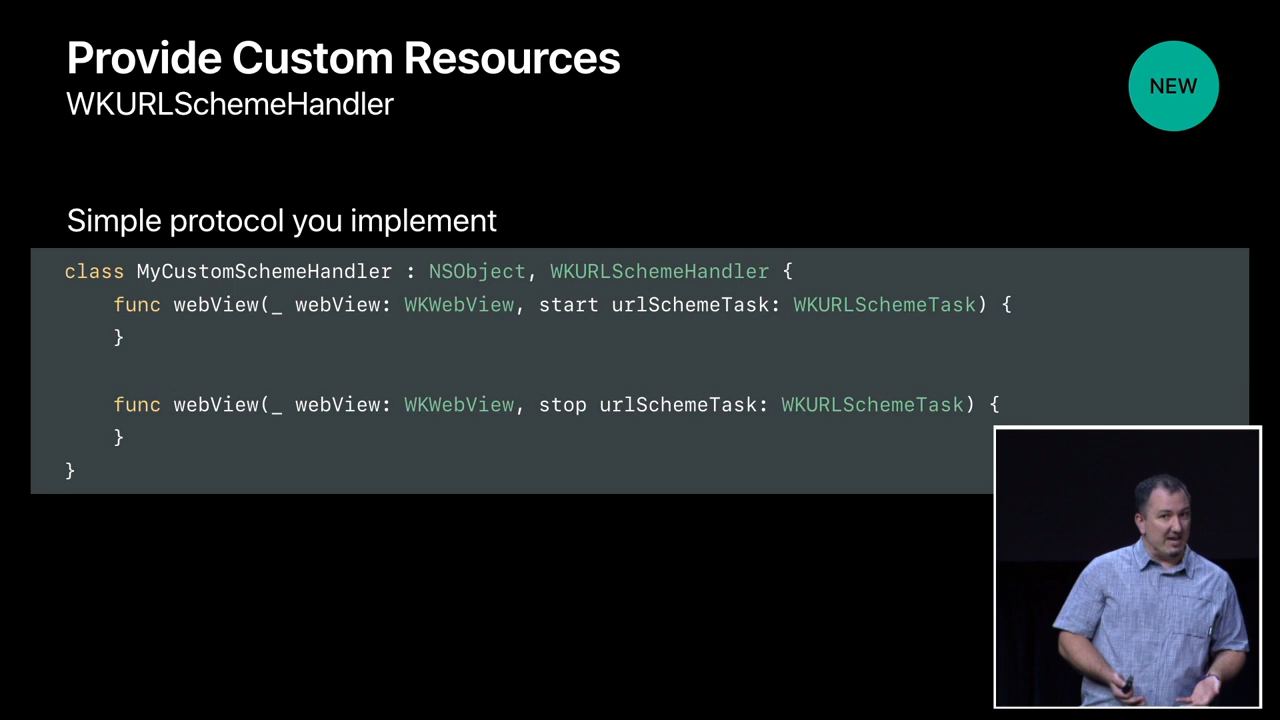 Provide Custom Resources
WKURLSchemeHandler
NEW
Simple protocol you implement
class MyCustomSchemeHandler : NSObject, WKURLSchemeHandler {
    func webView(_ webView: WKWebView, start urlSchemeTask: WKURLSchemeTask) {
    }

    func webView(_ webView: WKWebView, stop urlSchemeTask: WKURLSchemeTask) {
    }
}